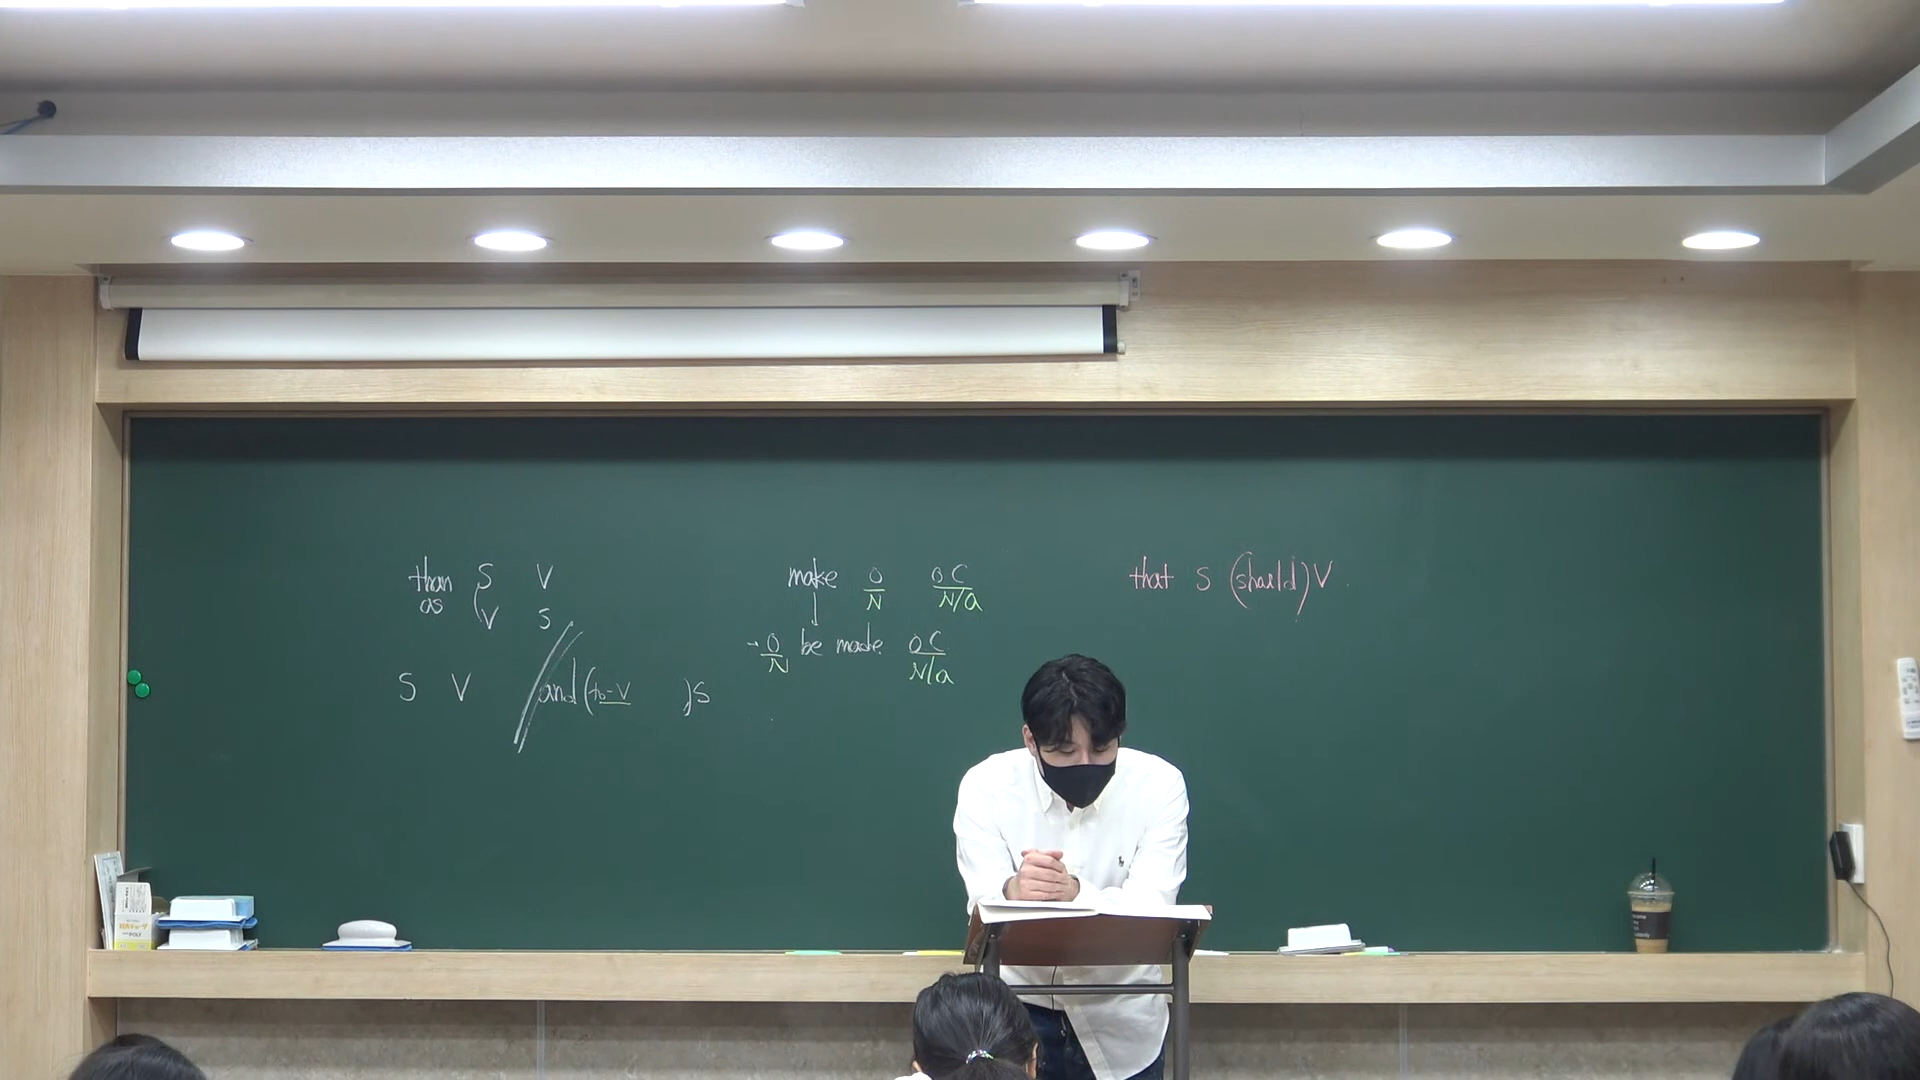 than S V
as V S
S V and (to-V )S
make O OC
N N/a
O be made OC
N N/a
that S (should) V